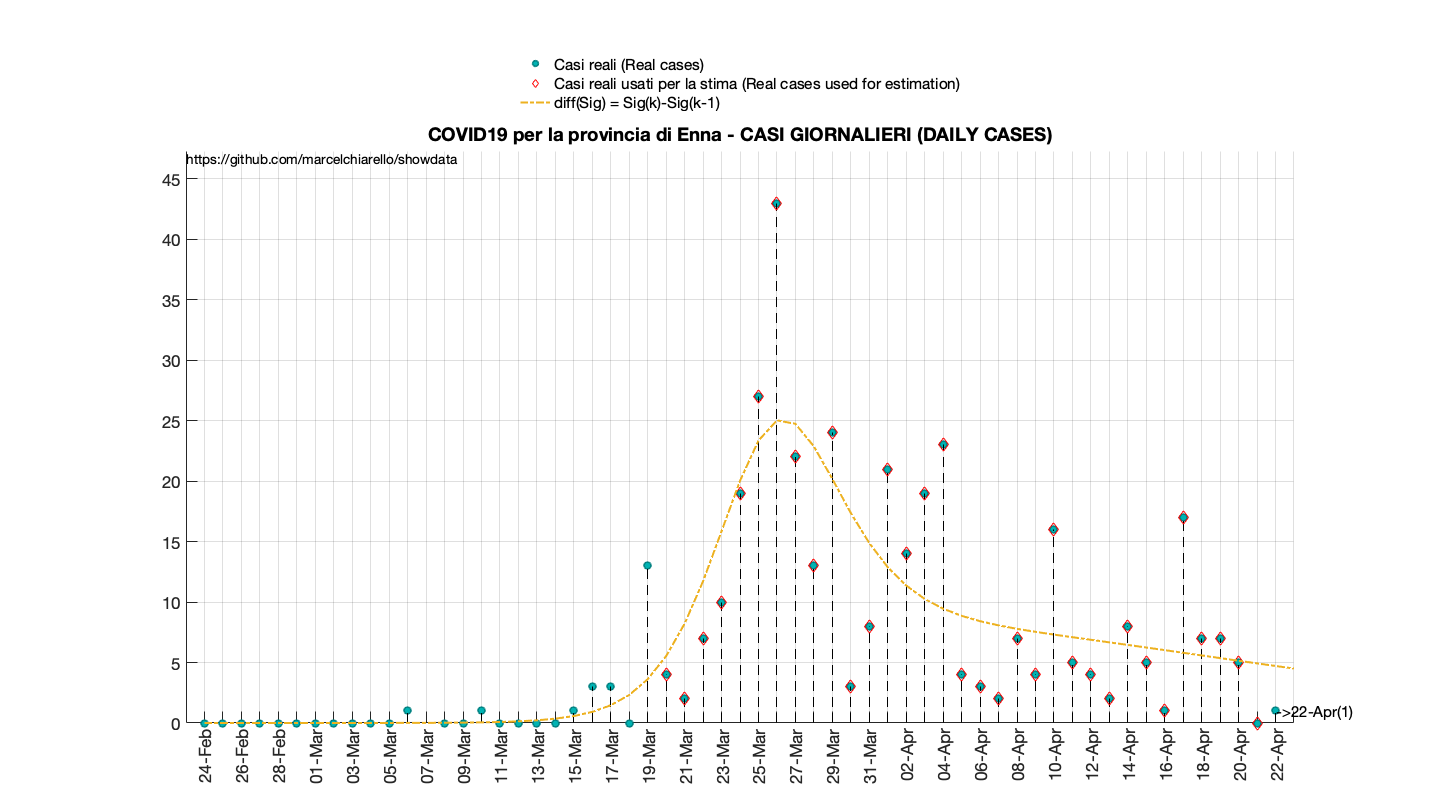 Casi reali (Real cases)
Casi reali usati per la stima (Real cases used for estimation)
diff(Sig) = Sig(k)-Sig(k-1)
COVID19 per la provincia di Enna - CASI GIORNALIERI (DAILY CASES)
https://github.com/marcelchiarello/showdata
45
40
35
30
25
20
15
10
5
0
->22-Apr(1)
24-Feb
26-Feb
28-Feb
01-Mar
03-Mar
05-Mar
07-Mar
09-Mar
11-Mar
13-Mar
15-Mar
17-Mar
19-Mar
21-Mar
23-Mar
25-Mar
27-Mar
29-Mar
31-Mar
02-Apr
04-Apr
06-Apr
08-Apr
10-Apr
12-Apr
14-Apr
16-Apr
18-Apr
20-Apr
22-Apr